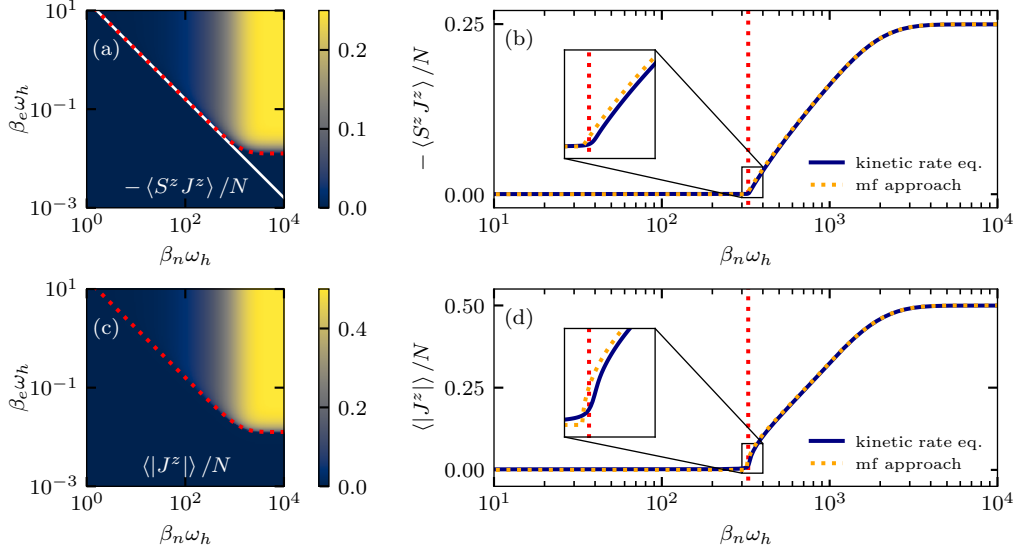 (a)
− ⟨S^z J^z⟩ /N
β_e ω_h
10^1
10^−1
10^−3
10^0
10^2
10^4
β_n ω_h
0.2
0.1
0.0
(b)
− ⟨S^z J^z⟩ /N
0.25
0.00
kinetic rate eq.
mf approach
10^1
10^2
10^3
10^4
β_n ω_h
(c)
⟨|J^z|⟩ /N
β_e ω_h
10^1
10^−1
10^−3
10^0
10^2
10^4
β_n ω_h
0.4
0.2
0.0
(d)
⟨|J^z|⟩ /N
0.50
0.25
0.00
kinetic rate eq.
mf approach
10^1
10^2
10^3
10^4
β_n ω_h